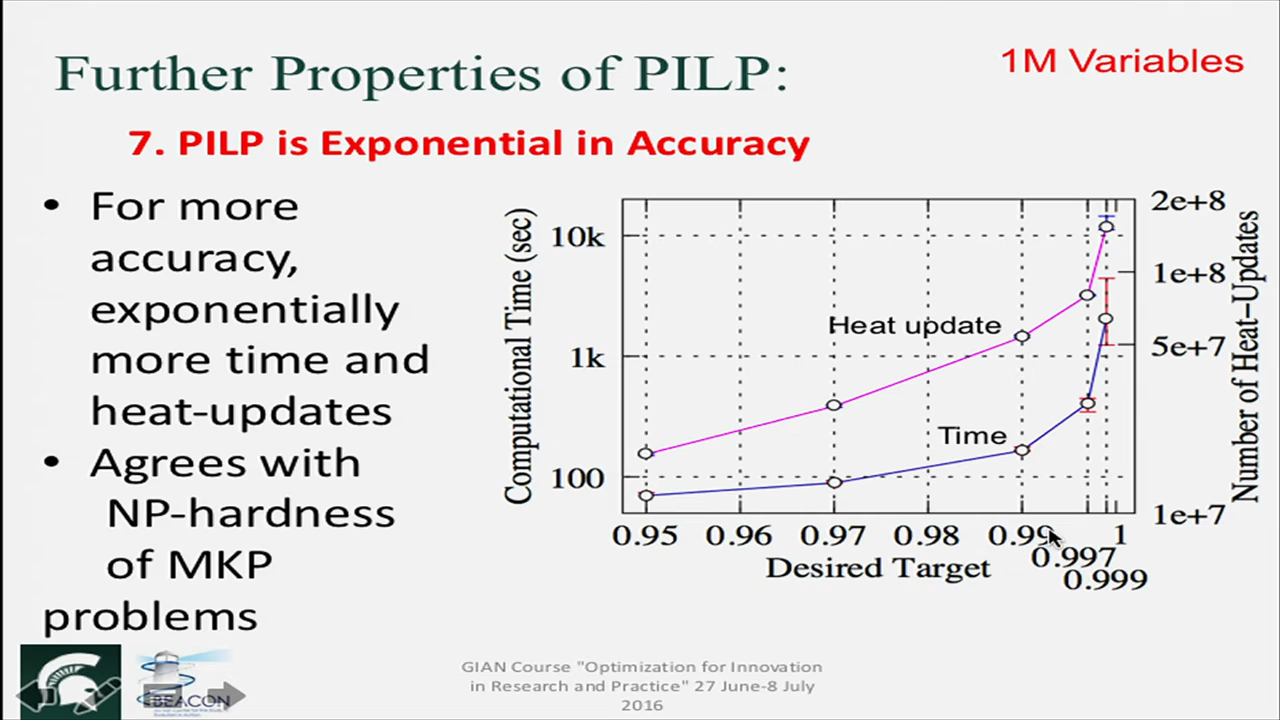 Further Properties of PILP:
1M Variables
7. PILP is Exponential in Accuracy
• For more
accuracy,
exponentially
more time and
heat-updates
• Agrees with
NP-hardness
of MKP
problems
Computational Time (sec)
10k
1k
100
Heat update
Time
2e+8
1e+8
5e+7
1e+7
Number of Heat-Updates
0.95 0.96 0.97 0.98 0.99 1
0.997
0.999
Desired Target
BEACON
GIAN Course "Optimization for Innovation
in Research and Practice" 27 June-8 July
2016